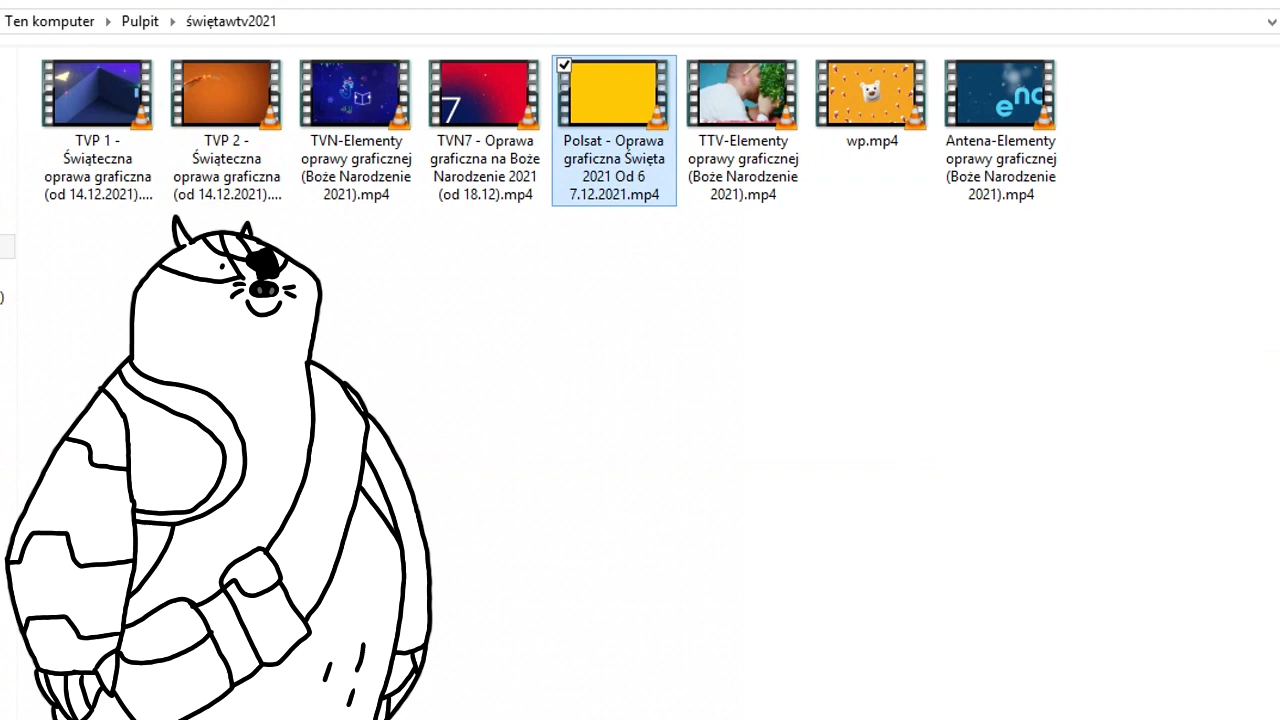 Ten komputer Pulpit świętawtv2021
TVP 1 -
Świąteczna
oprawa graficzna
(od 14.12.2021)....
TVP 2 -
Świąteczna
oprawa graficzna
(od 14.12.2021)....
TVN-Elementy
oprawy graficznej
(Boże Narodzenie
2021).mp4
7
TVN7 - Oprawa
graficzna na Boże
Narodzenie 2021
(od 18.12).mp4
Polsat - Oprawa
graficzna Święta
2021 Od 6
7.12.2021.mp4
TTV-Elementy
oprawy graficznej
(Boże Narodzenie
2021).mp4
wp.mp4
enc
Antena-Elementy
oprawy graficznej
(Boże Narodzenie
2021).mp4
)